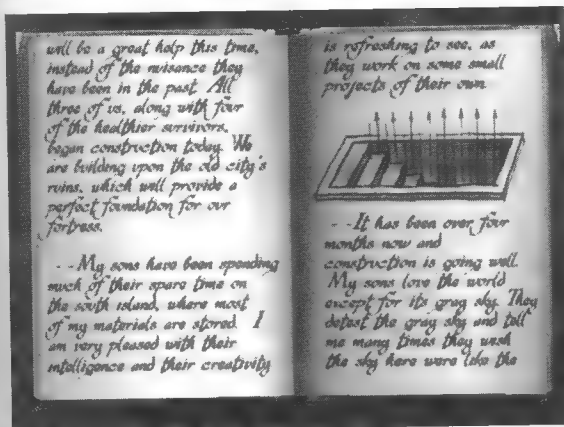 will be a great help this time,
instead of the nuisance they
have been in the past. All
three of us, along with four
of the healthier survivors,
began construction today. We
are building upon the old city's
ruins, which will provide a
perfect foundation for our
fortress.
--My sons have been spending
much of their spare time on
the south island, where most
of my materials are stored. I
am very pleased with their
intelligence and their creativity
is refreshing to see, as
they work on some small
projects of their own.
--It has been over four
months now and
construction is going well.
My sons love the world
except for its gray sky. They
detest the gray sky and tell
me many times they wish
the sky here were like the